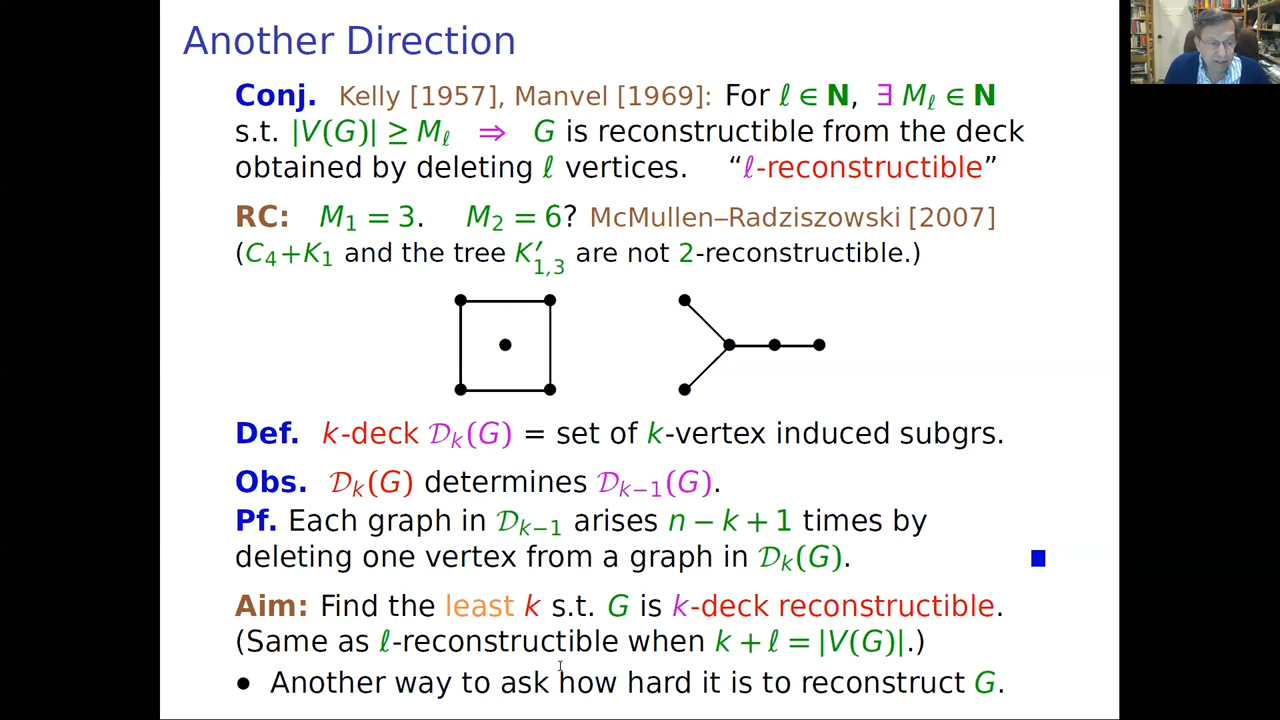 Another Direction
Conj. Kelly [1957], Manvel [1969]: For ℓ ∈ N, ∃ M_ℓ ∈ N
s.t. |V(G)| ≥ M_ℓ ⇒ G is reconstructible from the deck
obtained by deleting ℓ vertices. “ℓ-reconstructible”
RC: M_1 = 3. M_2 = 6? McMullen–Radziszowski [2007]
(C_4+K_1 and the tree K′_{1,3} are not 2-reconstructible.)
Def. k-deck 𝒟_k(G) = set of k-vertex induced subgrs.
Obs. 𝒟_k(G) determines 𝒟_{k−1}(G).
Pf. Each graph in 𝒟_{k−1} arises n − k + 1 times by
deleting one vertex from a graph in 𝒟_k(G).
Aim: Find the least k s.t. G is k-deck reconstructible.
(Same as ℓ-reconstructible when k + ℓ = |V(G)|.)
• Another way to ask how hard it is to reconstruct G.